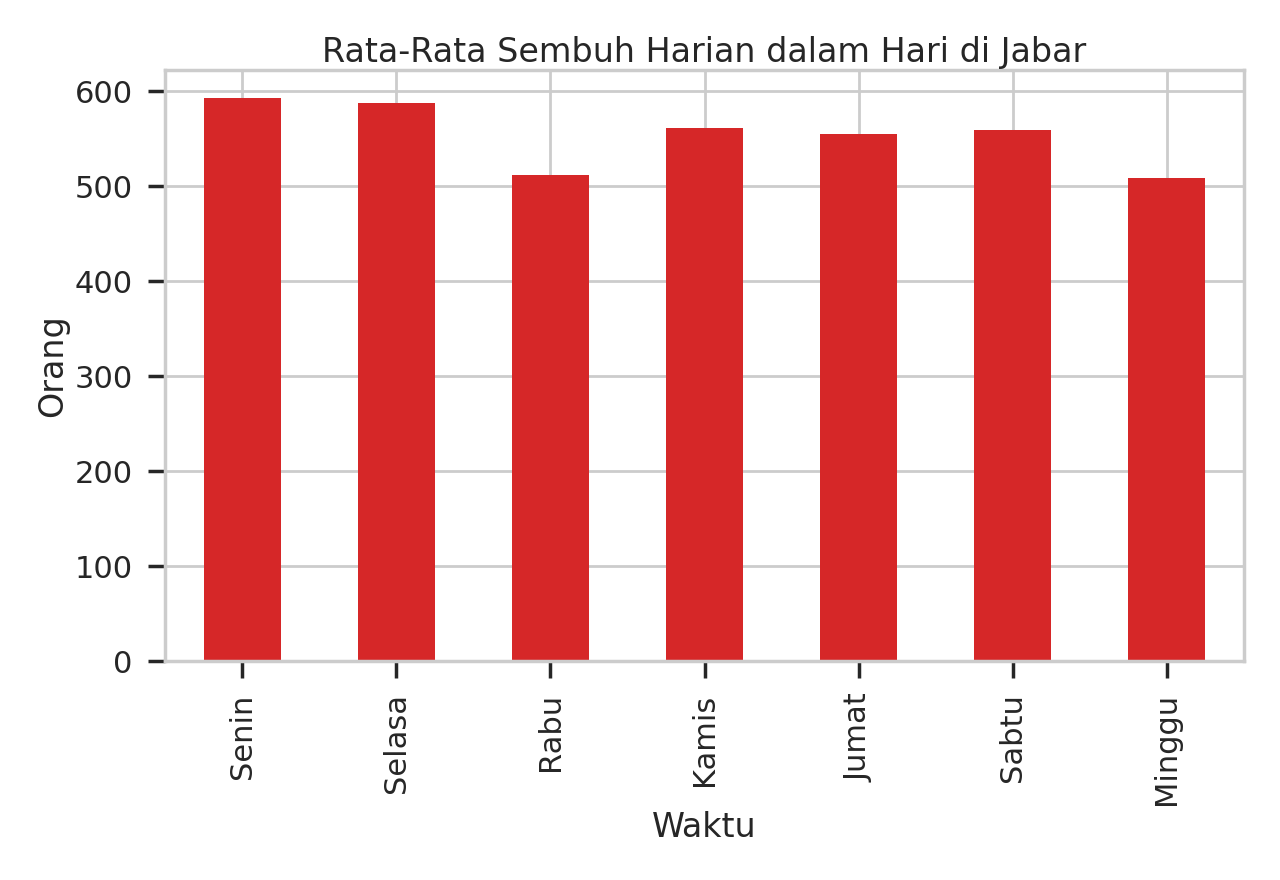 Rata-Rata Sembuh Harian dalam Hari di Jabar
600
500
400
300
200
100
0
Orang
Senin
Selasa
Rabu
Kamis
Jumat
Sabtu
Minggu
Waktu